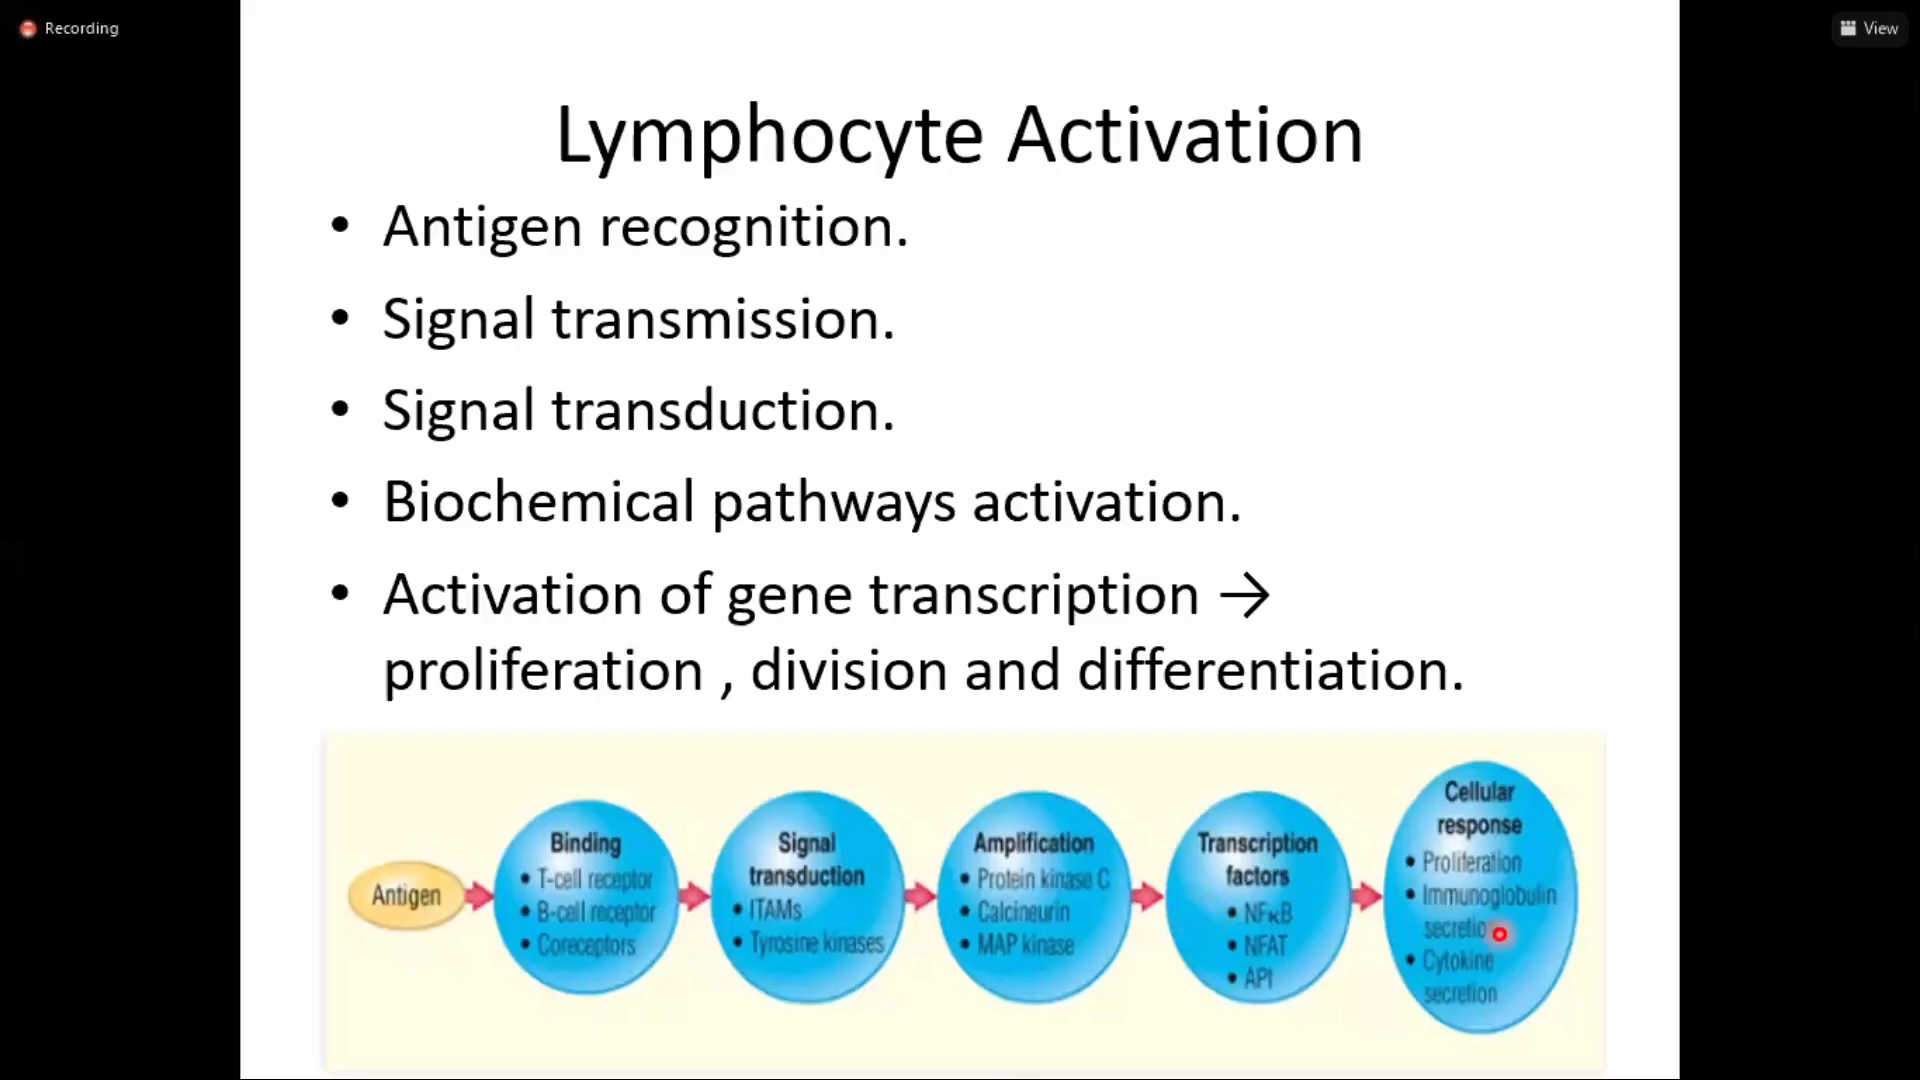 Recording
View
Lymphocyte Activation
• Antigen recognition.
• Signal transmission.
• Signal transduction.
• Biochemical pathways activation.
• Activation of gene transcription →
proliferation , division and differentiation.
Antigen
Binding
• T-cell receptor
• B-cell receptor
• Coreceptors
Signal
transduction
• ITAMs
• Tyrosine kinases
Amplification
• Protein kinase C
• Calcineurin
• MAP kinase
Transcription
factors
• NFκB
• NFAT
• API
Cellular
response
• Proliferation
• Immunoglobulin
secretio
• Cytokine
secretion